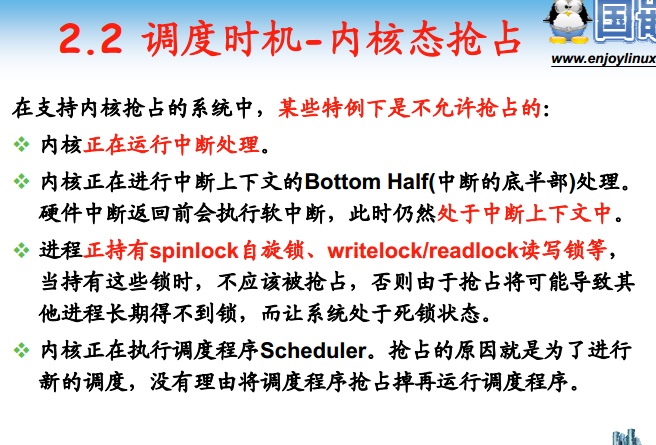 2.2 调度时机-内核态抢占
国
www.enjoylinux
在支持内核抢占的系统中，某些特例下是不允许抢占的：
内核正在运行中断处理。
内核正在进行中断上下文的Bottom Half(中断的底半部)处理。
硬件中断返回前会执行软中断，此时仍然处于中断上下文中。
进程正持有spinlock自旋锁、writelock/readlock读写锁等，
当持有这些锁时，不应该被抢占，否则由于抢占将可能导致其
他进程长期得不到锁，而让系统处于死锁状态。
内核正在执行调度程序Scheduler。抢占的原因就是为了进行
新的调度，没有理由将调度程序抢占掉再运行调度程序。